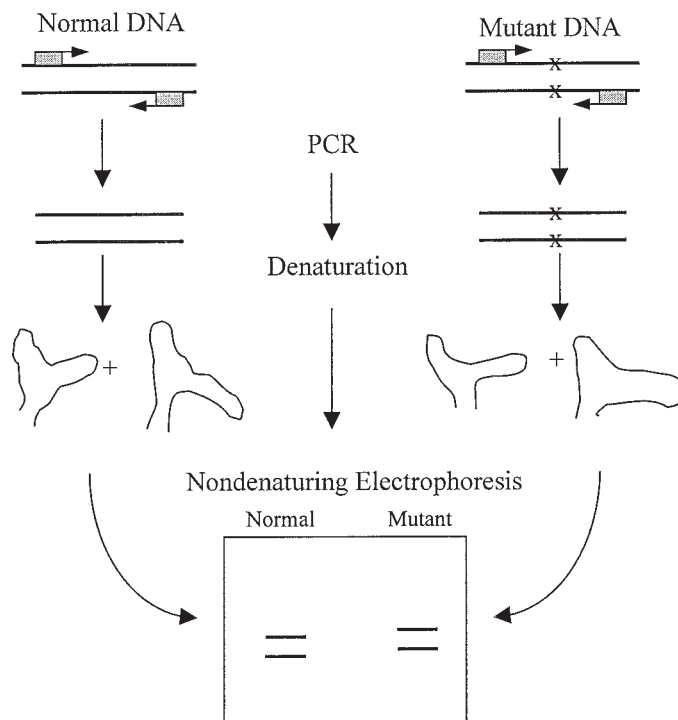 Normal DNA
Mutant DNA
x
x
PCR
x
x
Denaturation
+
+
Nondenaturing Electrophoresis
Normal
Mutant